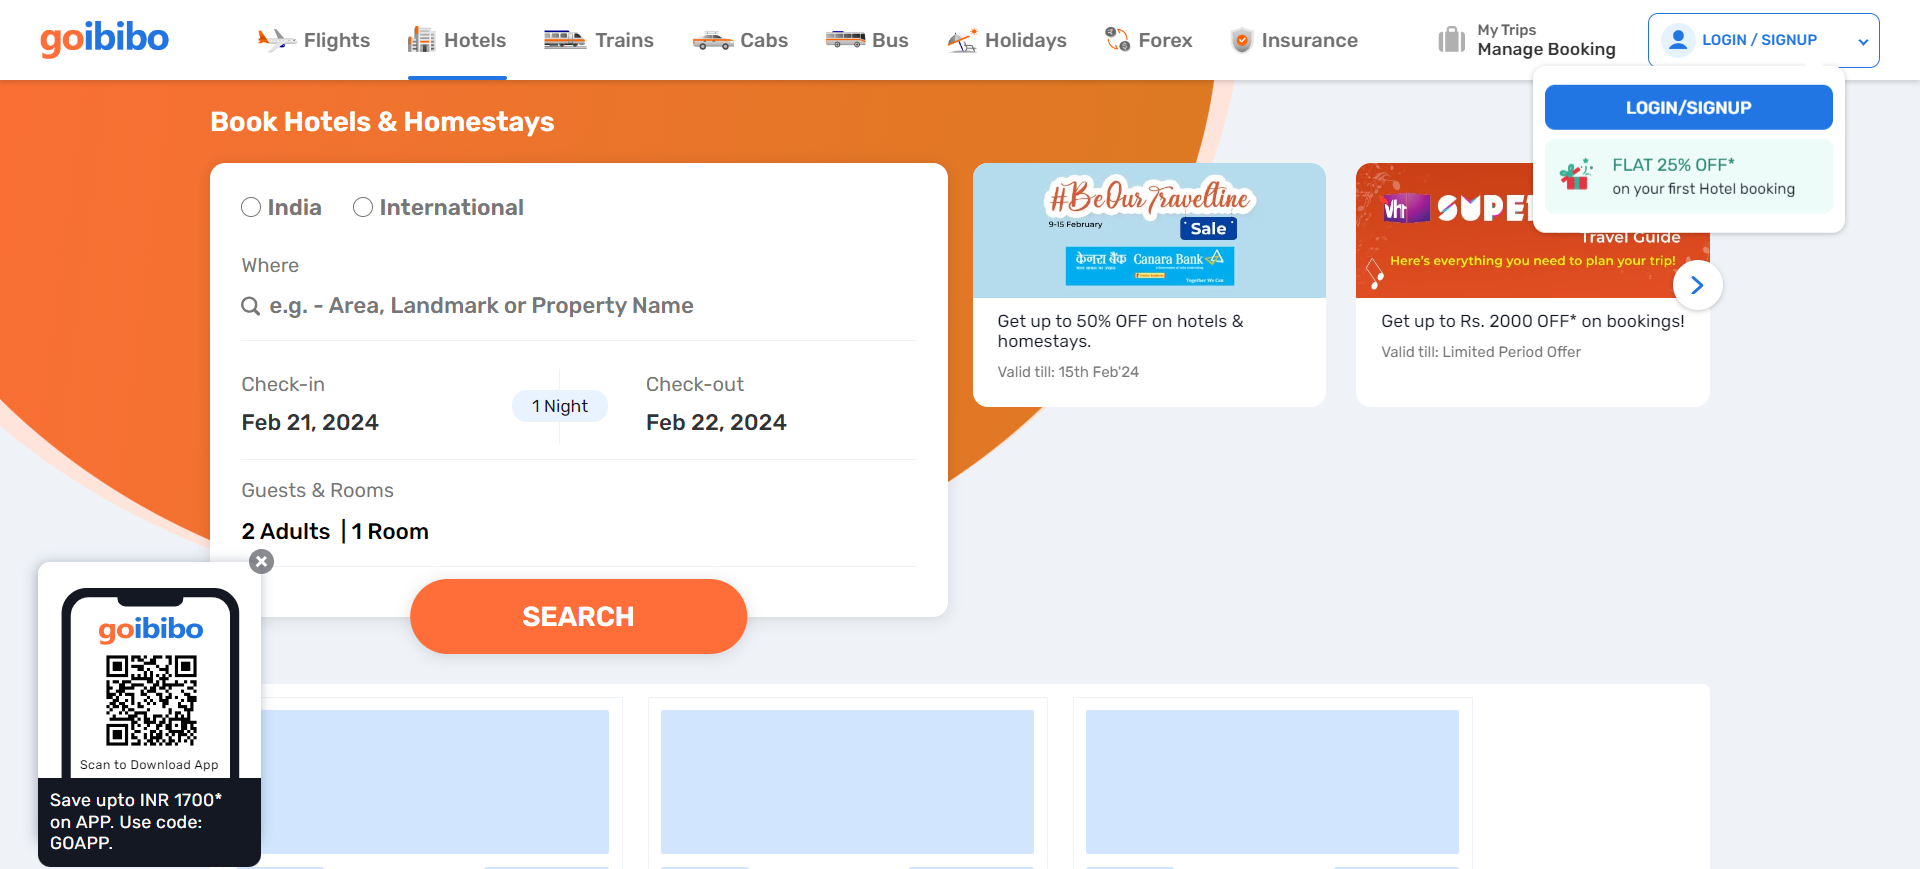 goibibo
Flights
Hotels
Trains
Cabs
Bus
Holidays
Forex
Insurance
My Trips
Manage Booking
LOGIN / SIGNUP
LOGIN/SIGNUP
FLAT 25% OFF*
on your first Hotel booking
Book Hotels & Homestays
India
International
Where
e.g. - Area, Landmark or Property Name
Check-in
Feb 21, 2024
1 Night
Check-out
Feb 22, 2024
Guests & Rooms
2 Adults | 1 Room
SEARCH
#BeOurTraveltine
9-15 February
Sale
केनरा बैंक Canara Bank
Together We Can
Get up to 50% OFF on hotels &
homestays.
Valid till: 15th Feb'24
vh1
Travel Guide
Here's everything you need to plan your trip!
Get up to Rs. 2000 OFF* on bookings!
Valid till: Limited Period Offer
goibibo
Scan to Download App
Save upto INR 1700*
on APP. Use code:
GOAPP.